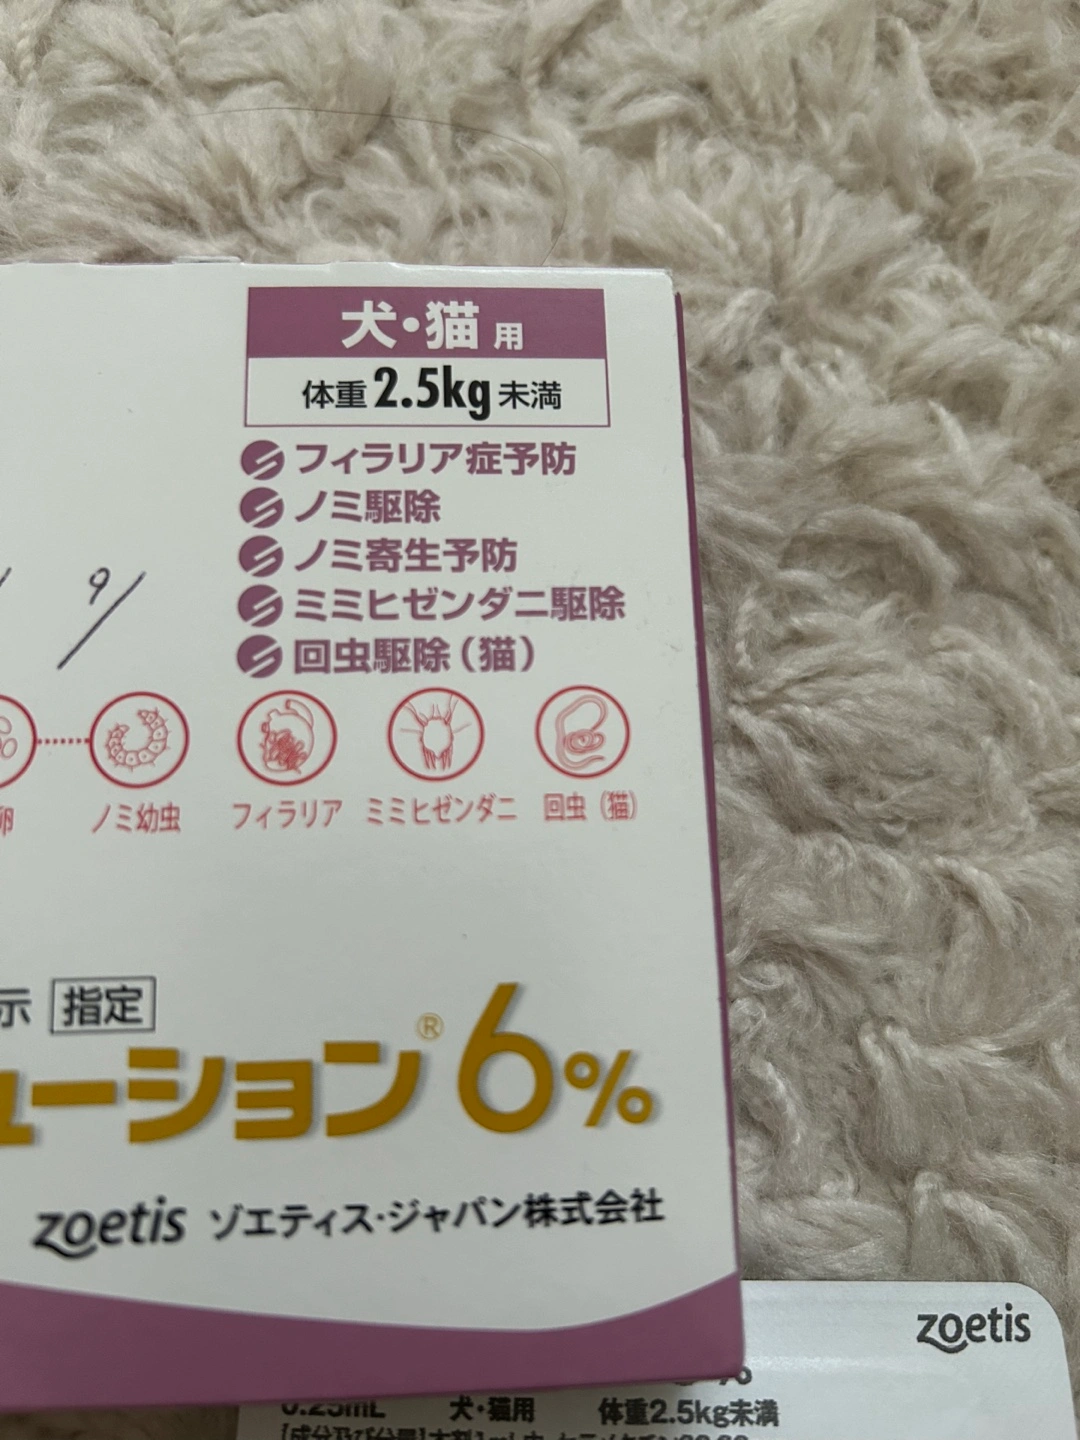 犬・猫用
体重2.5kg未満
フィラリア症予防
ノミ駆除
ノミ寄生予防
ミミヒゼンダニ駆除
回虫駆除(猫)
9/
卵
ノミ幼虫
フィラリア
ミミヒゼンダニ
回虫(猫)
示 指定
ューション® 6%
zoetis ゾエティス・ジャパン株式会社
zoetis
0.25mL 犬・猫用 体重2.5kg未満